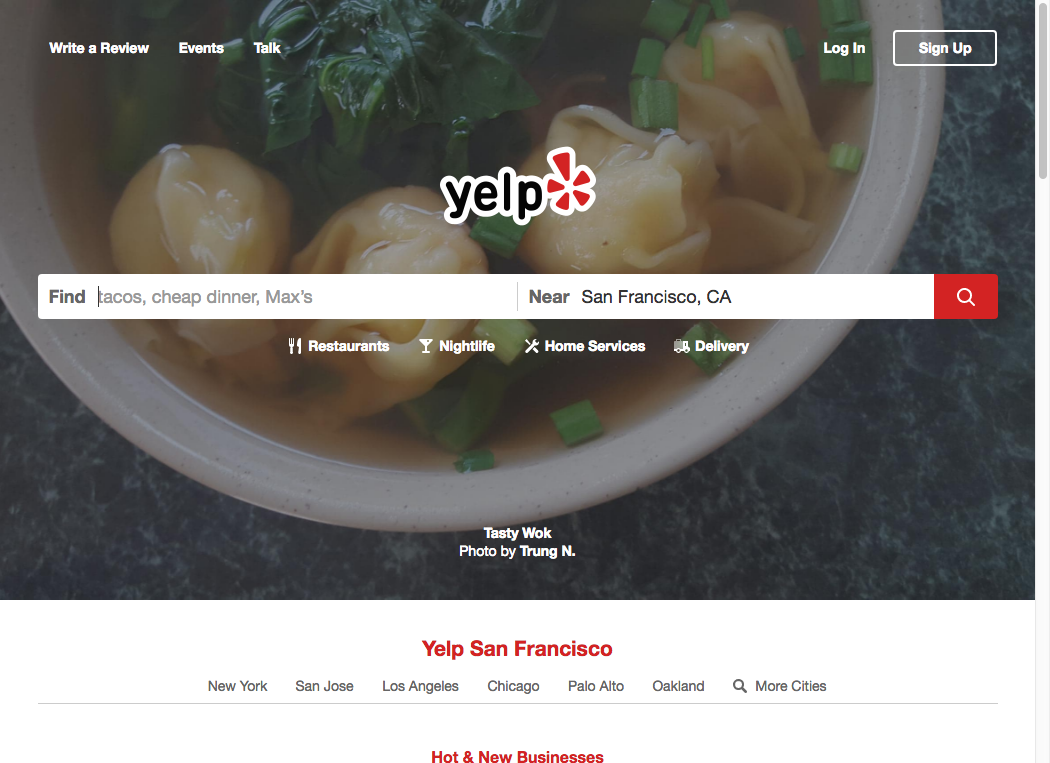 Write a Review Events Talk Log In Sign Up
yelp
Find tacos, cheap dinner, Max's Near San Francisco, CA
Restaurants Nightlife Home Services Delivery
Tasty Wok
Photo by Trung N.
Yelp San Francisco
New York San Jose Los Angeles Chicago Palo Alto Oakland More Cities
Hot & New Businesses